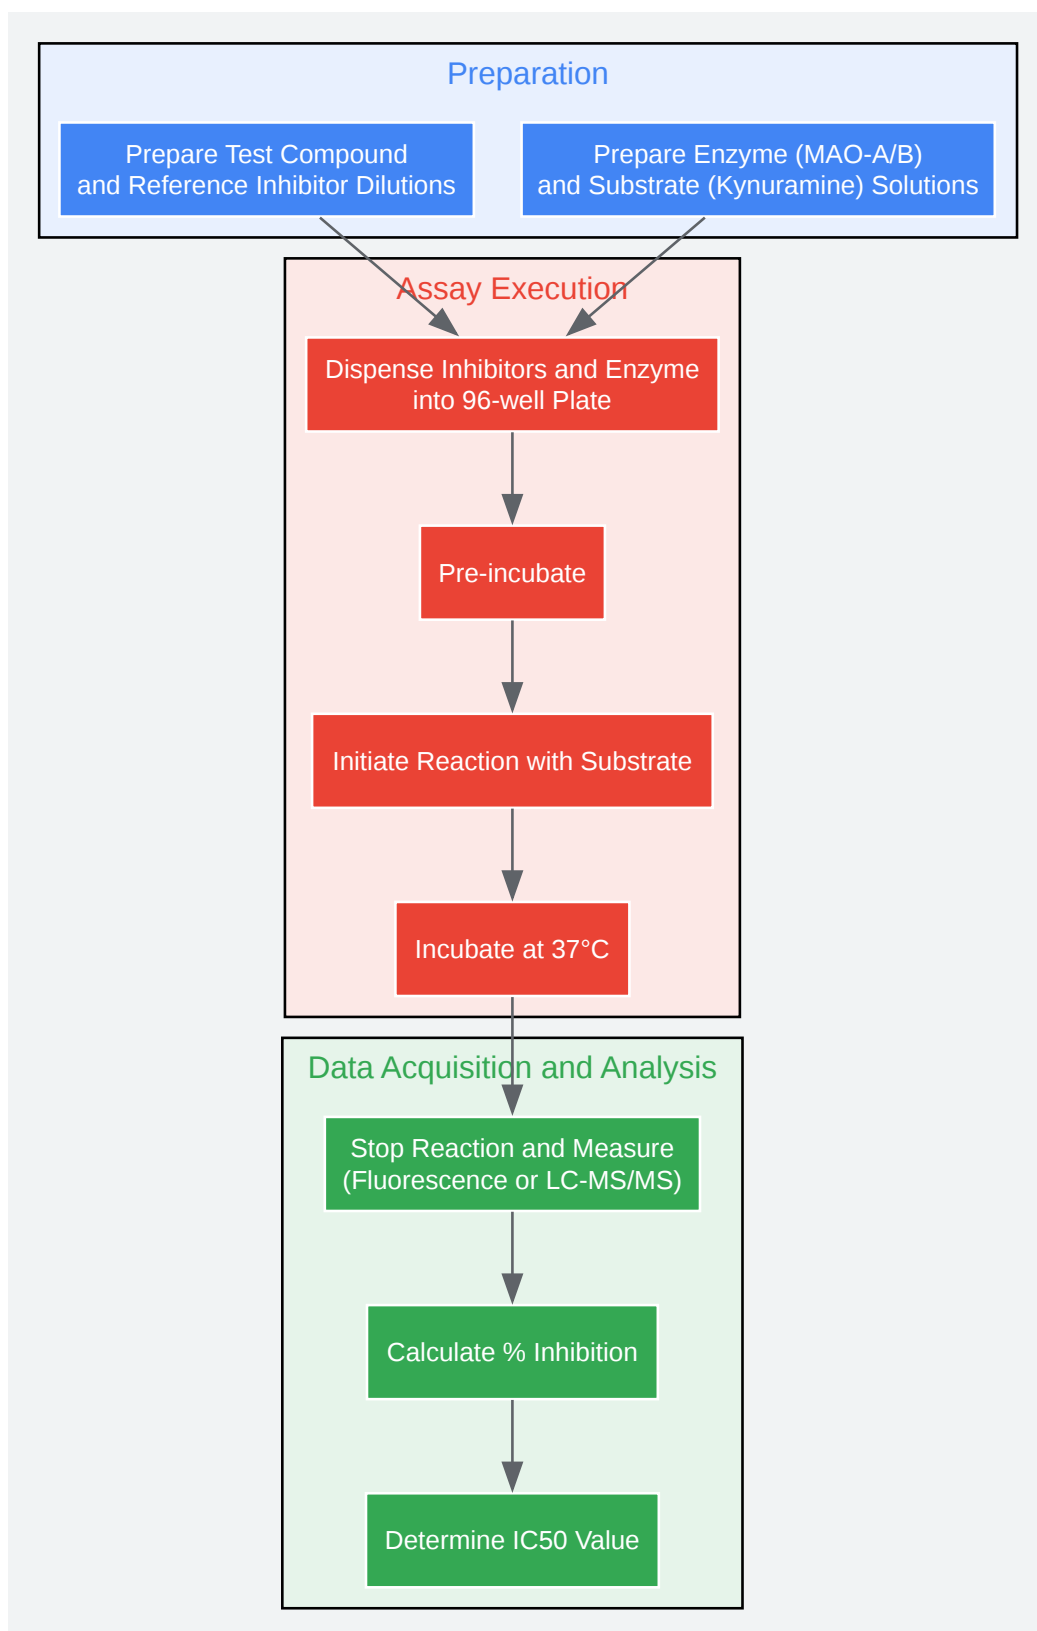 Preparation
Prepare Test Compound
and Reference Inhibitor Dilutions
Prepare Enzyme (MAO-A/B)
and Substrate (Kynuramine) Solutions
Assay Execution
Dispense Inhibitors and Enzyme
into 96-well Plate
Pre-incubate
Initiate Reaction with Substrate
Incubate at 37°C
Data Acquisition and Analysis
Stop Reaction and Measure
(Fluorescence or LC-MS/MS)
Calculate % Inhibition
Determine IC50 Value